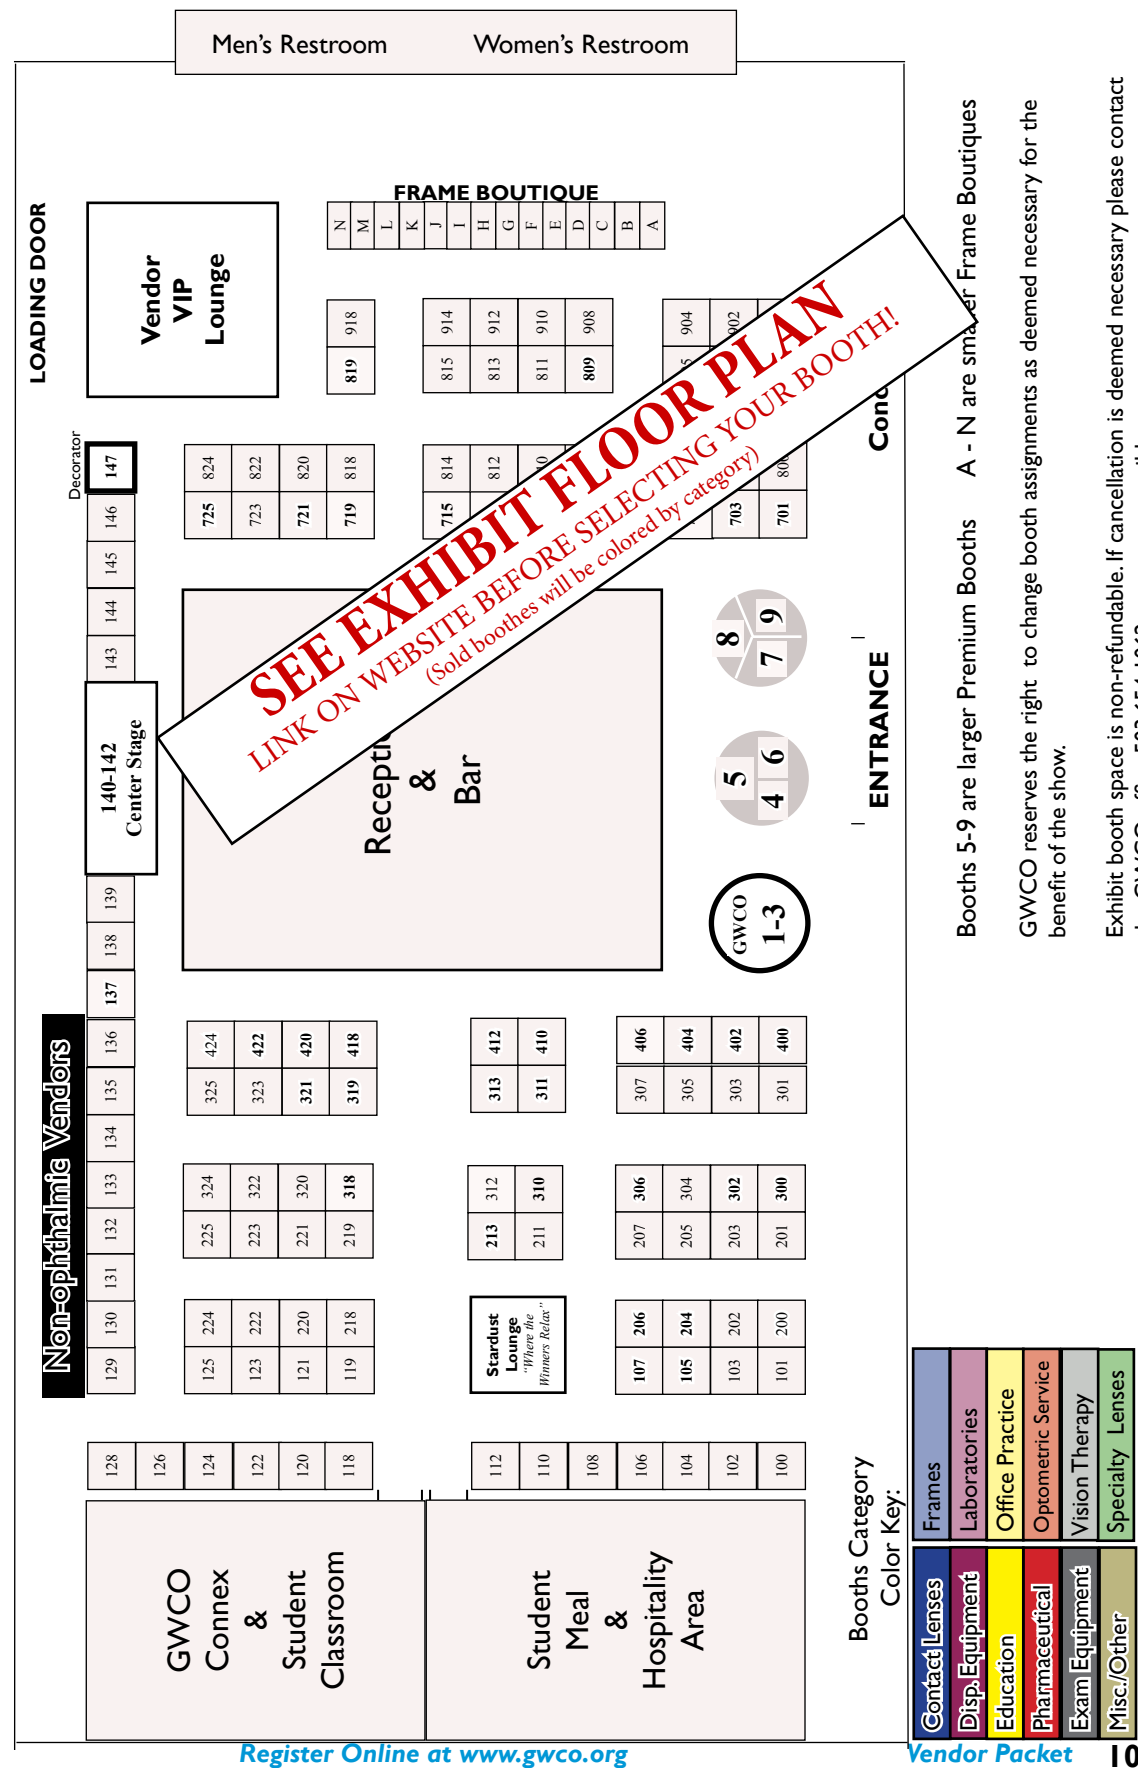 Men's Restroom
Women's Restroom
LOADING DOOR
FRAME BOUTIQUE
Vendor
VIP
Lounge
N
M
L
K
J
I
H
G
F
E
D
C
B
A
918
914
912
910
908
904
902
819
815
813
811
809
Decorator
147
146
145
144
143
140-142
Center Stage
139
138
137
136
135
134
133
132
131
130
129
Non-ophthalmic Vendors
824
822
820
818
814
812
725
723
721
719
715
703
701
SEE EXHIBIT FLOOR PLAN
LINK ON WEBSITE BEFORE SELECTING YOUR BOOTH!
(Sold boothes will be colored by category)
&
Bar
8
7
9
5
4
6
GWCO
1-3
ENTRANCE
424
422
420
418
412
410
406
404
402
400
325
323
321
319
313
311
307
305
303
301
324
322
320
318
312
310
306
304
302
300
225
223
221
219
213
211
207
205
203
201
224
222
220
218
206
204
202
200
125
123
121
119
107
105
103
101
Stardust
Lounge
"Where the
Winners Relax"
128
126
124
122
120
118
112
110
108
106
104
102
100
GWCO
Connex
&
Student
Classroom
Student
Meal
&
Hospitality
Area
Booths Category
Color Key:
Contact Lenses
Frames
Disp. Equipment
Laboratories
Education
Office Practice
Pharmaceutical
Optometric Service
Exam Equipment
Vision Therapy
Misc./Other
Specialty Lenses
Booths 5-9 are larger Premium Booths A - N are Frame Boutiques
GWCO reserves the right to change booth assignments as deemed necessary for the
benefit of the show.
Exhibit booth space is non-refundable. If cancellation is deemed necessary please contact
Register Online at www.gwco.org
Vendor Packet
10